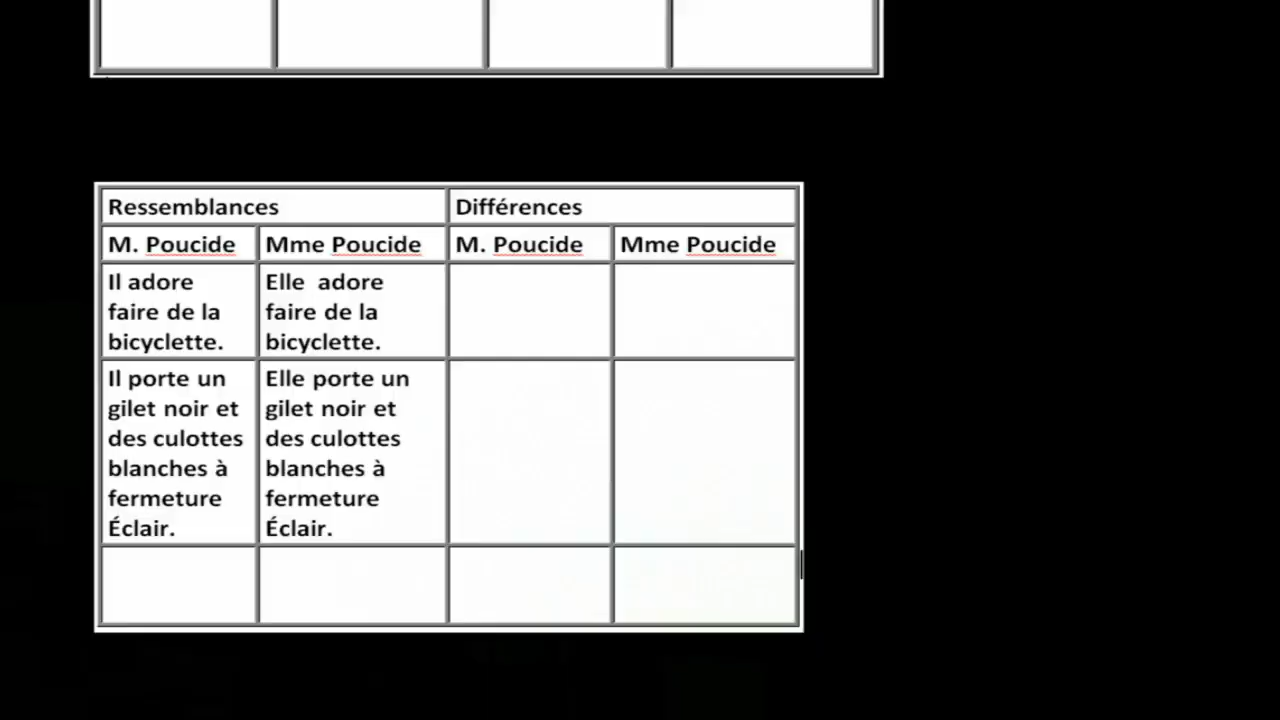 Ressemblances
Différences
M. Poucide
Mme Poucide
M. Poucide
Mme Poucide
Il adore
faire de la
bicyclette.
Elle adore
faire de la
bicyclette.
Il porte un
gilet noir et
des culottes
blanches à
fermeture
Éclair.
Elle porte un
gilet noir et
des culottes
blanches à
fermeture
Éclair.